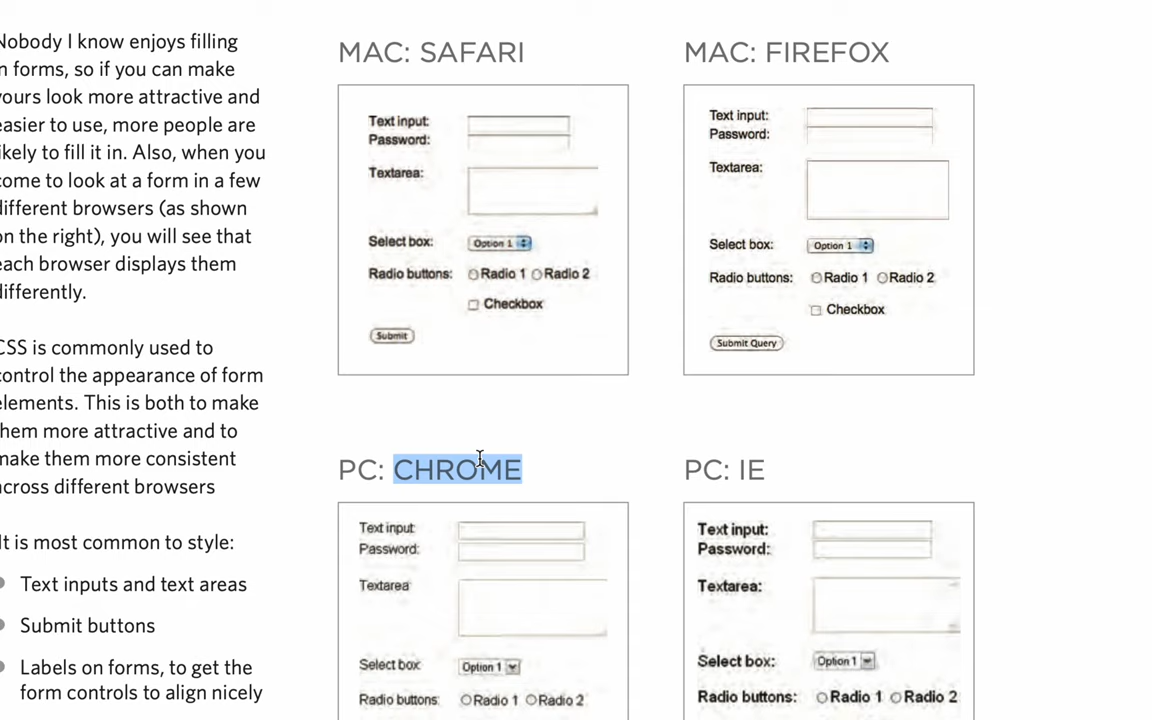 Nobody I know enjoys filling
in forms, so if you can make
yours look more attractive and
easier to use, more people are
likely to fill it in. Also, when you
come to look at a form in a few
different browsers (as shown
on the right), you will see that
each browser displays them
differently.
CSS is commonly used to
control the appearance of form
elements. This is both to make
them more attractive and to
make them more consistent
across different browsers
It is most common to style:
Text inputs and text areas
Submit buttons
Labels on forms, to get the
form controls to align nicely
MAC: SAFARI
Text input:
Password:
Textarea:
Select box: Option 1
Radio buttons: Radio 1 Radio 2
Checkbox
Submit
MAC: FIREFOX
Text input:
Password:
Textarea:
Select box: Option 1
Radio buttons: Radio 1 Radio 2
Checkbox
Submit Query
PC: CHROME
Text input
Password:
Textarea
Select box Option 1
Radio buttons Radio 1 Radio 2
PC: IE
Text input:
Password:
Textarea:
Select box: Option 1
Radio buttons: Radio 1 Radio 2